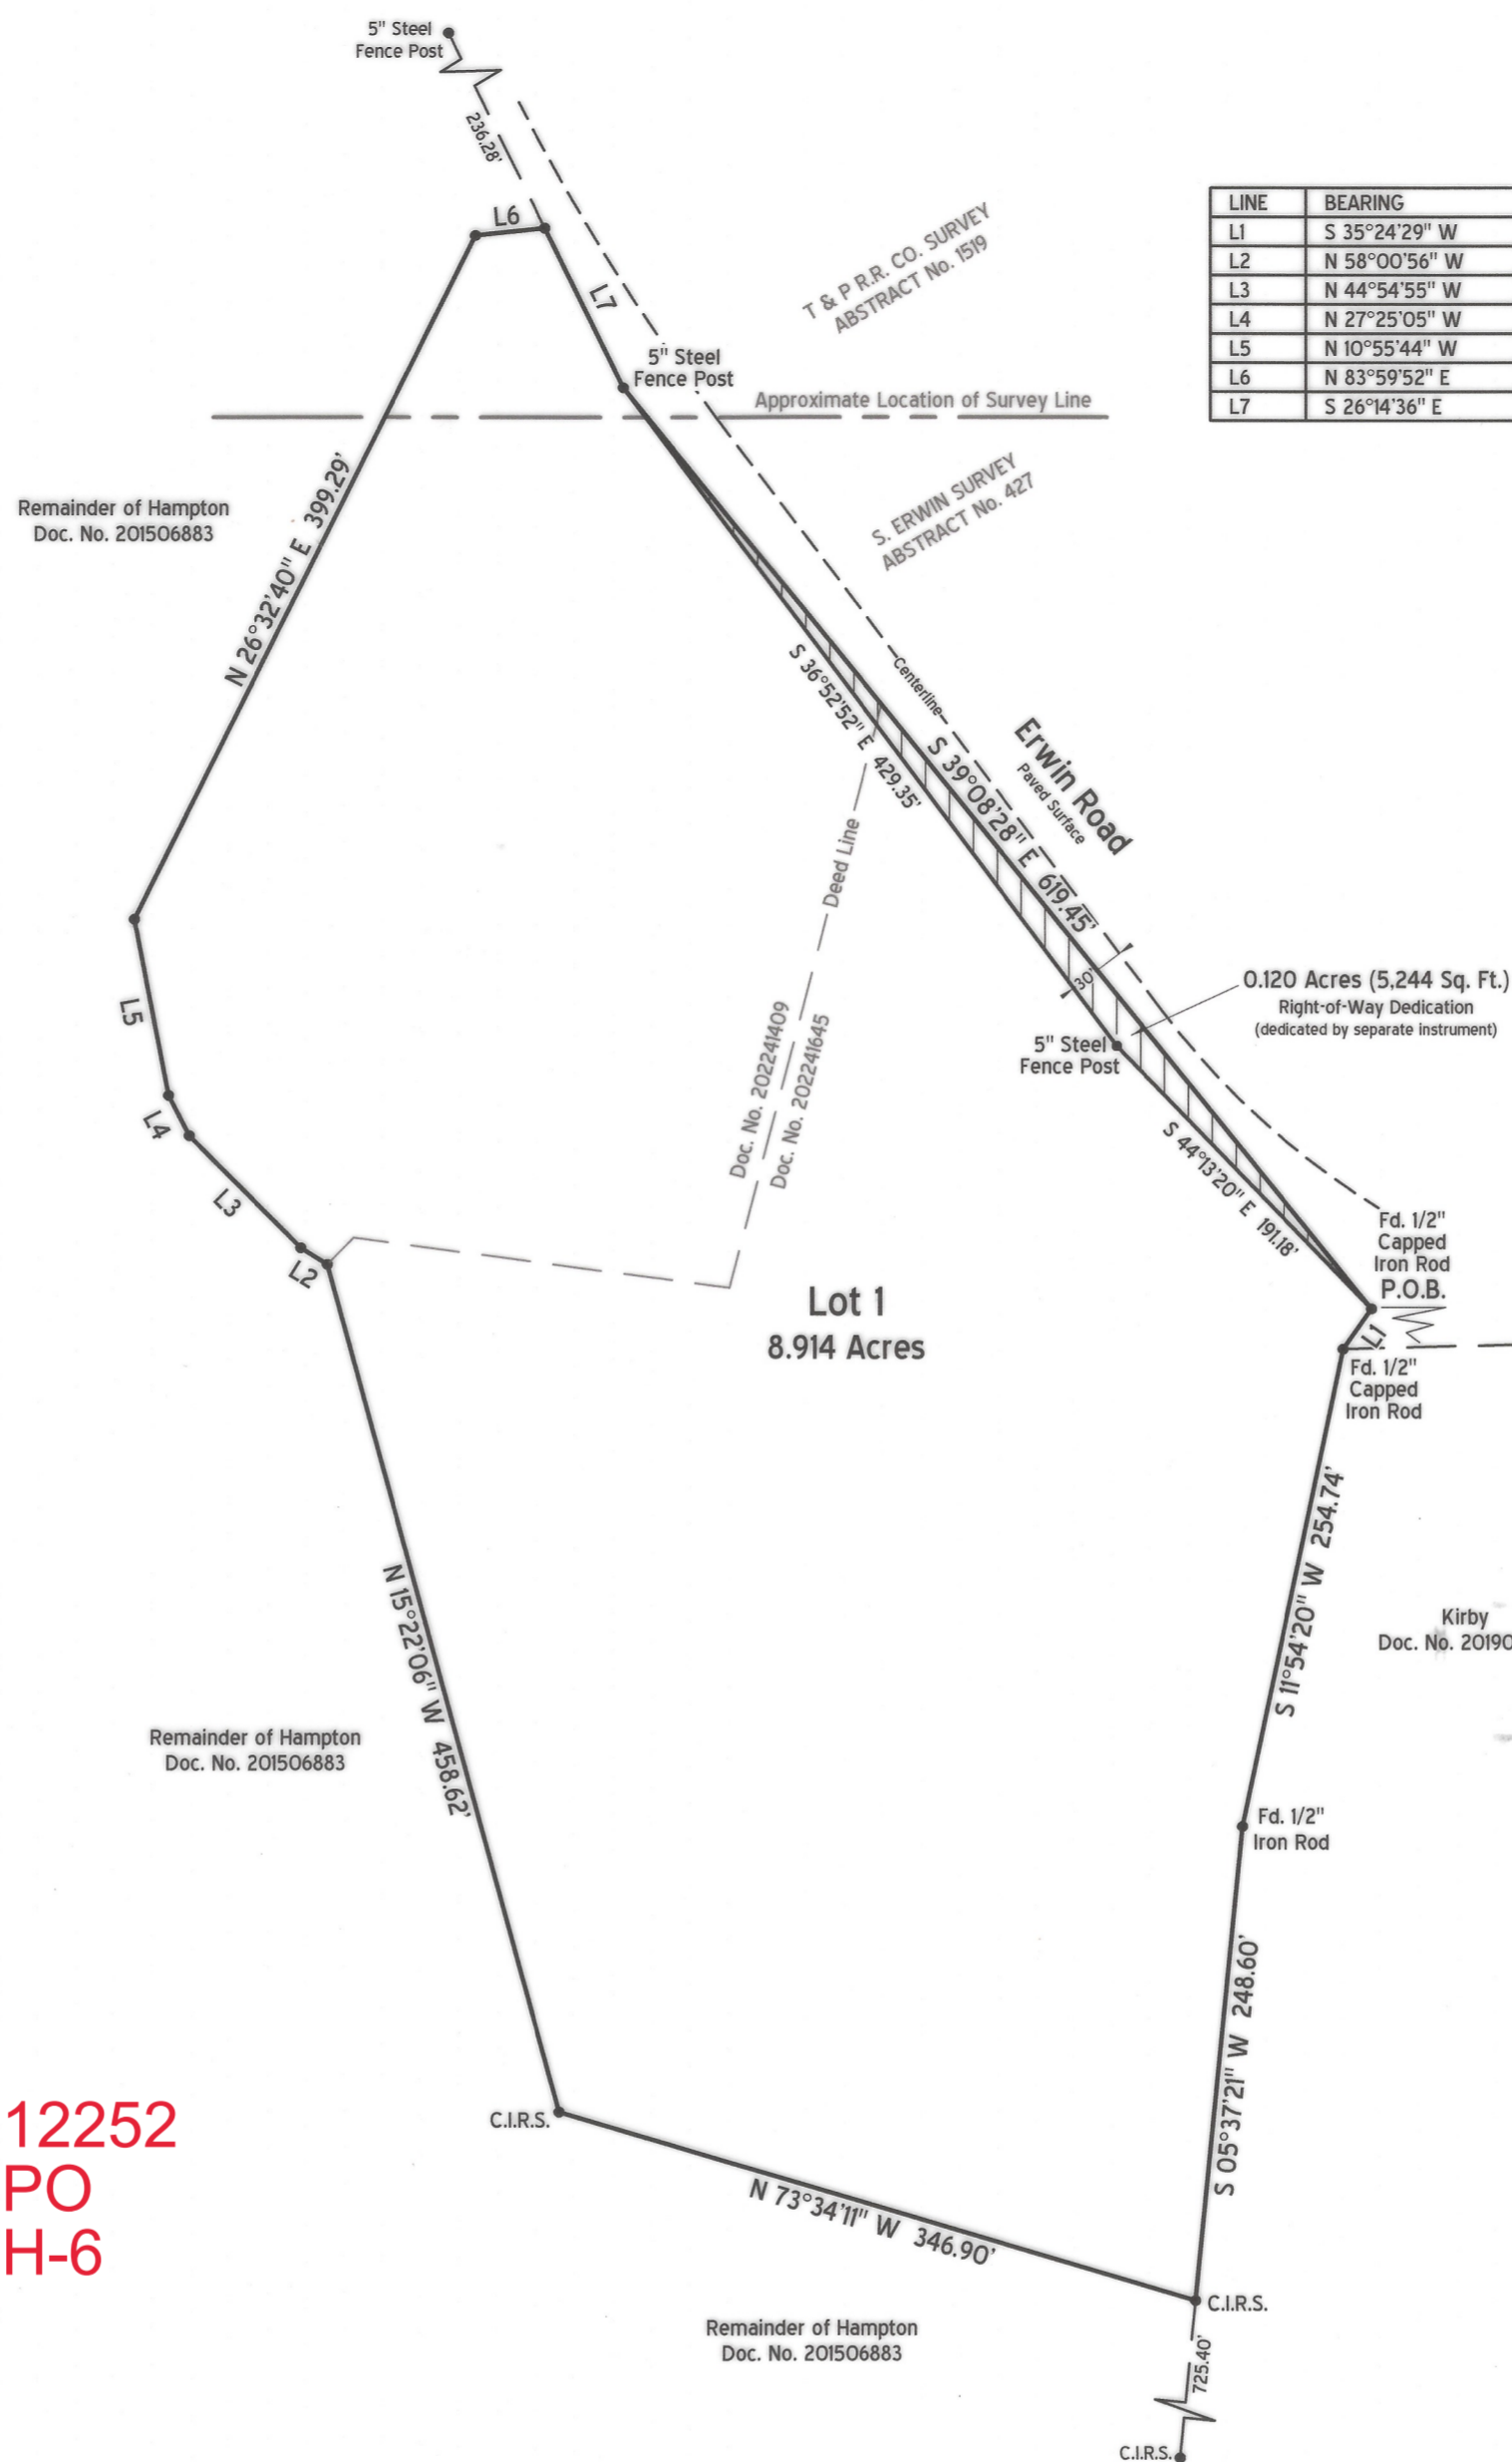 5" Steel
Fence Post
236.28'
L6
L7
T & P R.R. CO. SURVEY
ABSTRACT No. 1519
LINE BEARING
L1 S 35°24'29" W
L2 N 58°00'56" W
L3 N 44°54'55" W
L4 N 27°25'05" W
L5 N 10°55'44" W
L6 N 83°59'52" E
L7 S 26°14'36" E
5" Steel
Fence Post
Approximate Location of Survey Line
S. ERWIN SURVEY
ABSTRACT No. 427
Remainder of Hampton
Doc. No. 201506883
N 26°32'40" E 399.29'
S 36°52'52" E 429.35'
Centerline
S 39°08'28" E 619.45'
Erwin Road
Paved Surface
Deed Line
30'
0.120 Acres (5,244 Sq. Ft.)
Right-of-Way Dedication
(dedicated by separate instrument)
Doc. No. 202241409
Doc. No. 202241645
5" Steel
Fence Post
S 44°13'20" E 191.18'
L5
L4
L3
L2
Fd. 1/2"
Capped
Iron Rod
P.O.B.
L1
Lot 1
8.914 Acres
Fd. 1/2"
Capped
Iron Rod
S 11°54'20" W 254.74'
Kirby
Doc. No. 20190
N 15°22'06" W 458.62'
Remainder of Hampton
Doc. No. 201506883
Fd. 1/2"
Iron Rod
S 05°37'21" W 248.60'
C.I.R.S.
12252
PO
H-6
N 73°34'11" W 346.90'
C.I.R.S.
Remainder of Hampton
Doc. No. 201506883
725.40'
C.I.R.S.